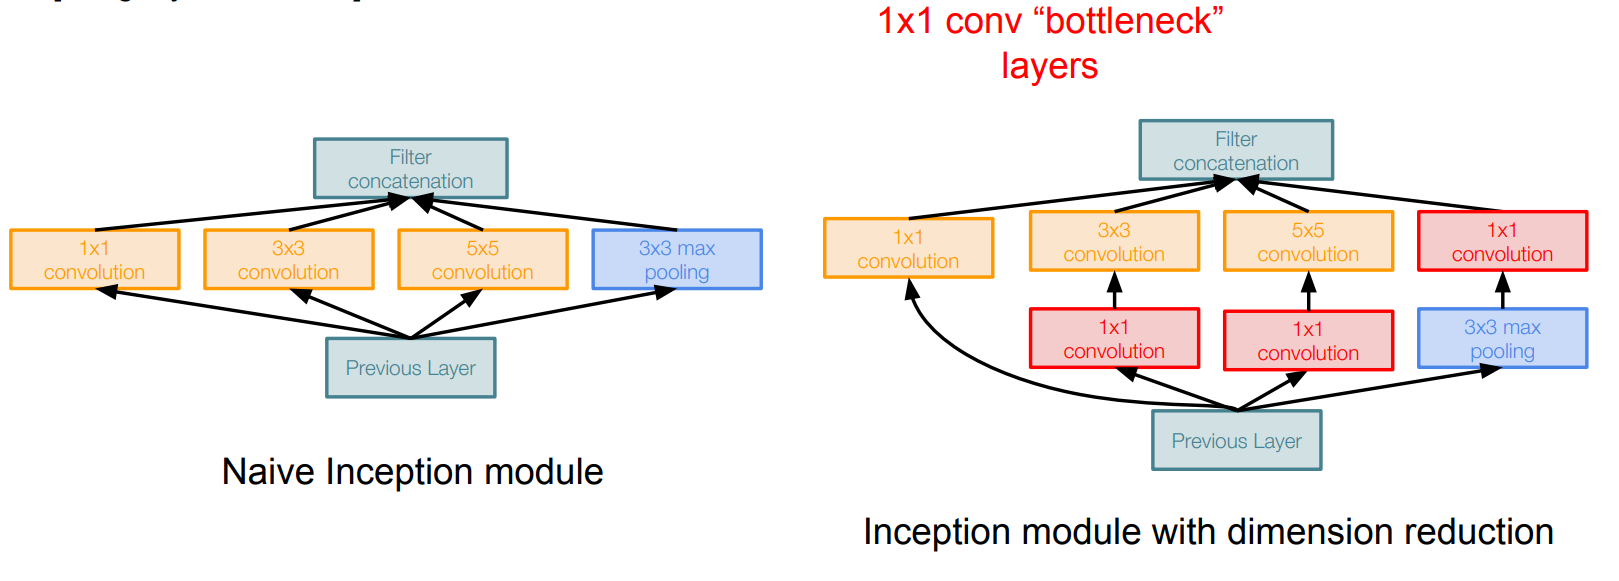 1x1 conv “bottleneck”
layers
Filter
concatenation
1x1
convolution
3x3
convolution
5x5
convolution
3x3 max
pooling
Previous Layer
Naive Inception module
Filter
concatenation
1x1
convolution
3x3
convolution
5x5
convolution
1x1
convolution
1x1
convolution
1x1
convolution
3x3 max
pooling
Previous Layer
Inception module with dimension reduction